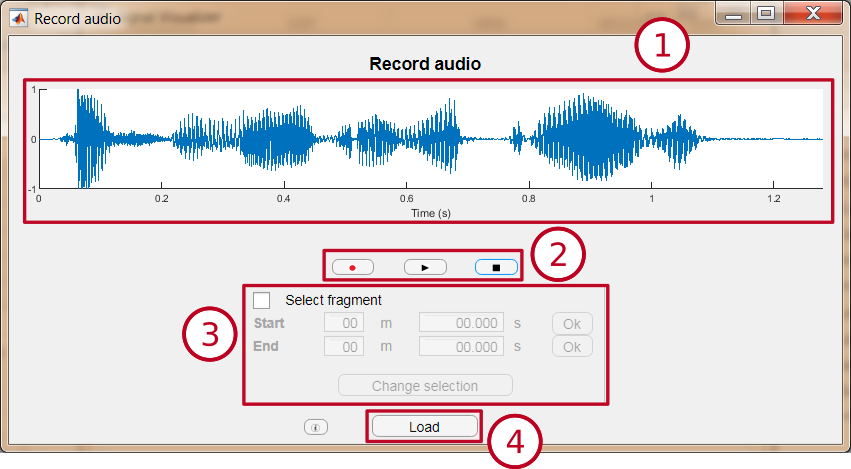 Record audio
1
Record audio
1
0
-1
0 0.2 0.4 0.6 0.8 1 1.2
Time (s)
2
3
Select fragment
Start 00 m 00.000 s Ok
End 00 m 00.000 s Ok
Change selection
i Load
4